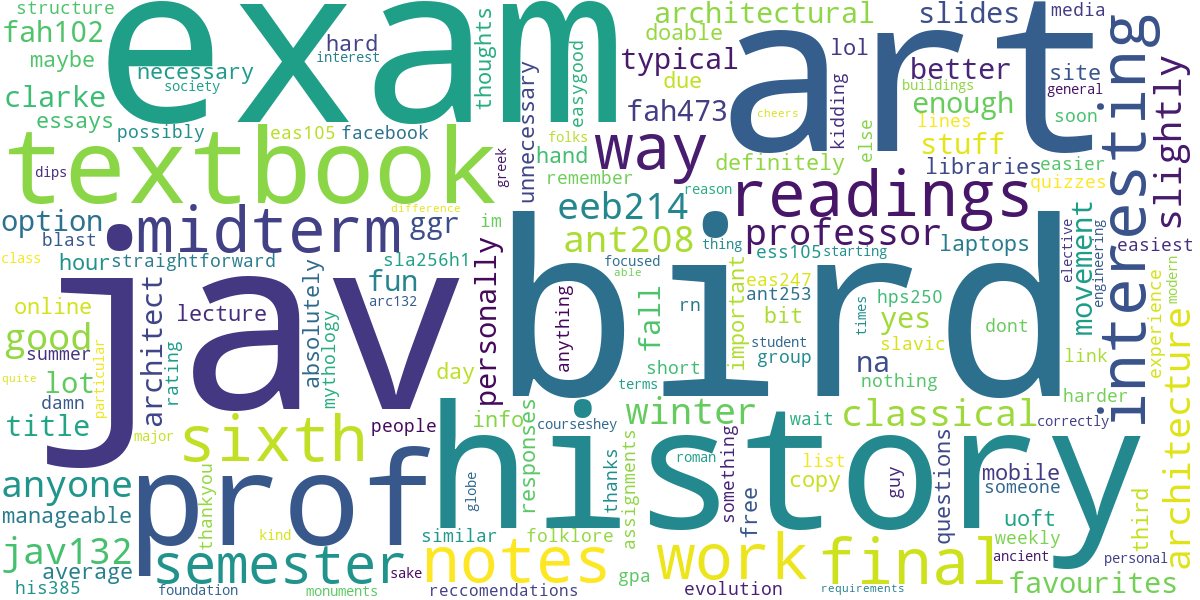 structure
exam
art
architectural
slides
media
fah102
hard
interest
thoughts
doable
lol
maybe
necessary
society
easygood
typical
due
better
site
general
clarke
essays
unnecessary
fah473
cheers
kidding
buildings
enough
soon
interesting
slightly
possibly
eas105
facebook
folks
way
else
lines
stuff
textbook
greek
hand
definitely
libraries
easier
dips
remember
reason
readings
quizzes
option
midterm
difference
ggr
im
eeb214
professor
movement
blast
ant208
thing
laptops
elective
engineering
easiest
class
hour
straightforward
sla256h1
personally
bird
focused
able
ess105
starting
modern
jav
fun
important
eas247
ant253
hps250
experience
online
architect
absolutely
arc132
rn
times
good
lecture
anything
fall
bit
yes
dont
summer
rating
mythology
student
group
slavic
link
quite
particular
lot
day
short
na
nothing
damn
terms
harder
title
sixth
people
info
courseshey
winter
wait
classical
correctly
architecture
major
prof
history
responses
roman
something
list
guy
questions
anyone
thankyou
globe
thanks
assignments
copy
mobile
someone
manageable
free
third
uoft
jav132
kind
similar
folklore
weekly
average
semester
sake
notes
work
final
ancient
personal
his385
foundation
monuments
reccomendations
gpa
evolution
requirements
favourites